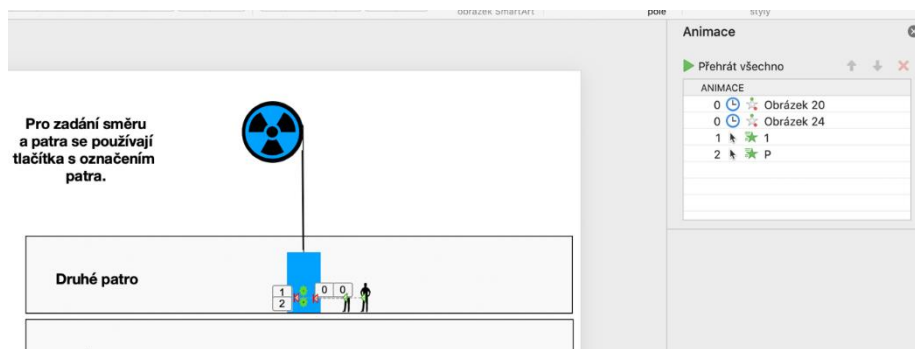 obrázek SmartArt
pole
styly
Animace
Přehrát všechno
ANIMACE
0 Obrázek 20
0 Obrázek 24
1 1
2 P
Pro zadání směru
a patra se používají
tlačítka s označením
patra.
Druhé patro
1
2
0 0